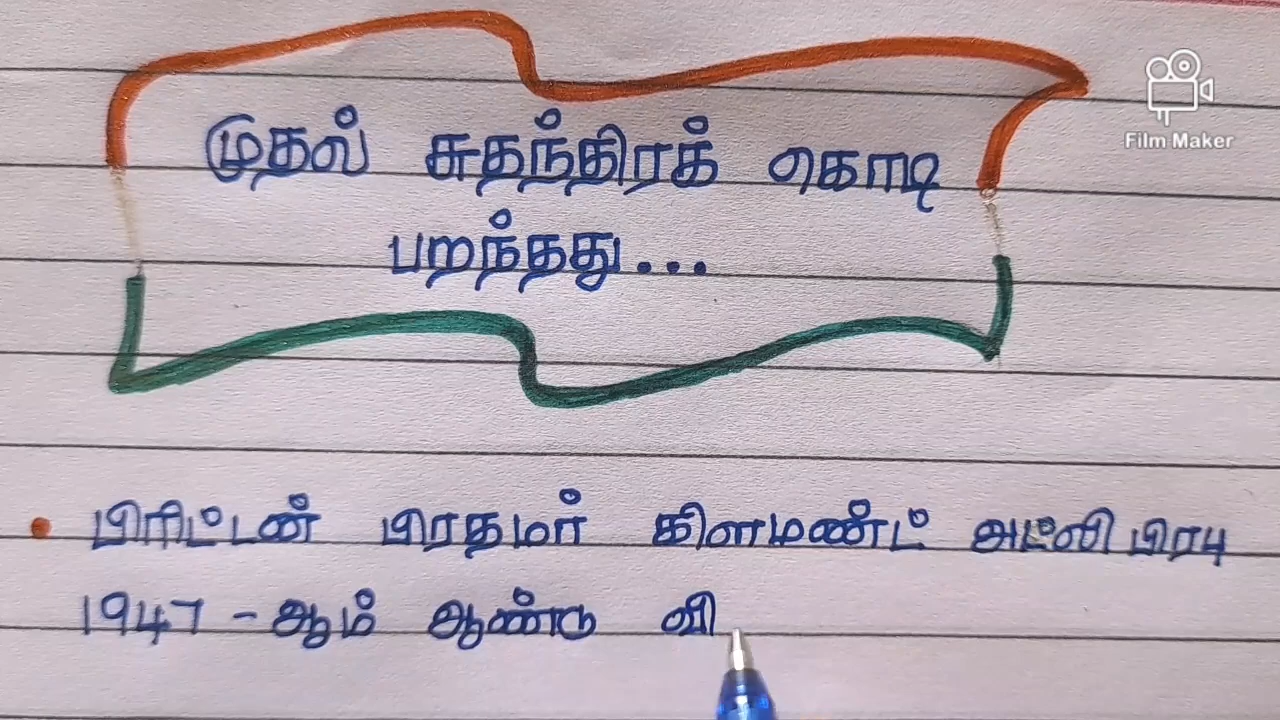 முதல் சுதந்திரக் கொடி
பறந்தது...
பிரிட்டன் பிரதமர் கிளமண்ட் அட்லி பிரபு
1947 - ஆம் ஆண்டு வி
Film Maker